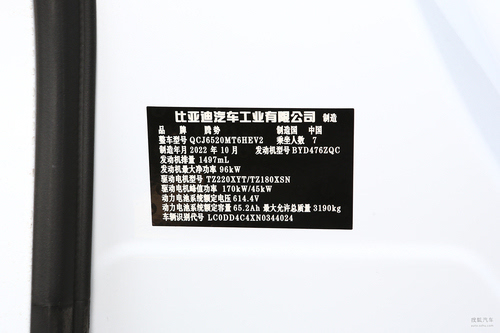 比亚迪汽车工业有限公司 制造
品 牌 腾势 制造国 中国
整车型号 QCJ6520MT6HEV2 乘坐人数 7
制造年月 2022 年 10 月 发动机型号 BYD476ZQC
发动机排量 1497mL
发动机最大净功率 96kW
驱动电机型号 TZ220XYT/TZ180XSN
驱动电机峰值功率 170kW/45kW
动力电池系统额定电压 614.4V
动力电池系统额定容量 65.2Ah 最大允许总质量 3190kg
车辆识别代号 LC0DD4C4XN0344024
搜狐汽车